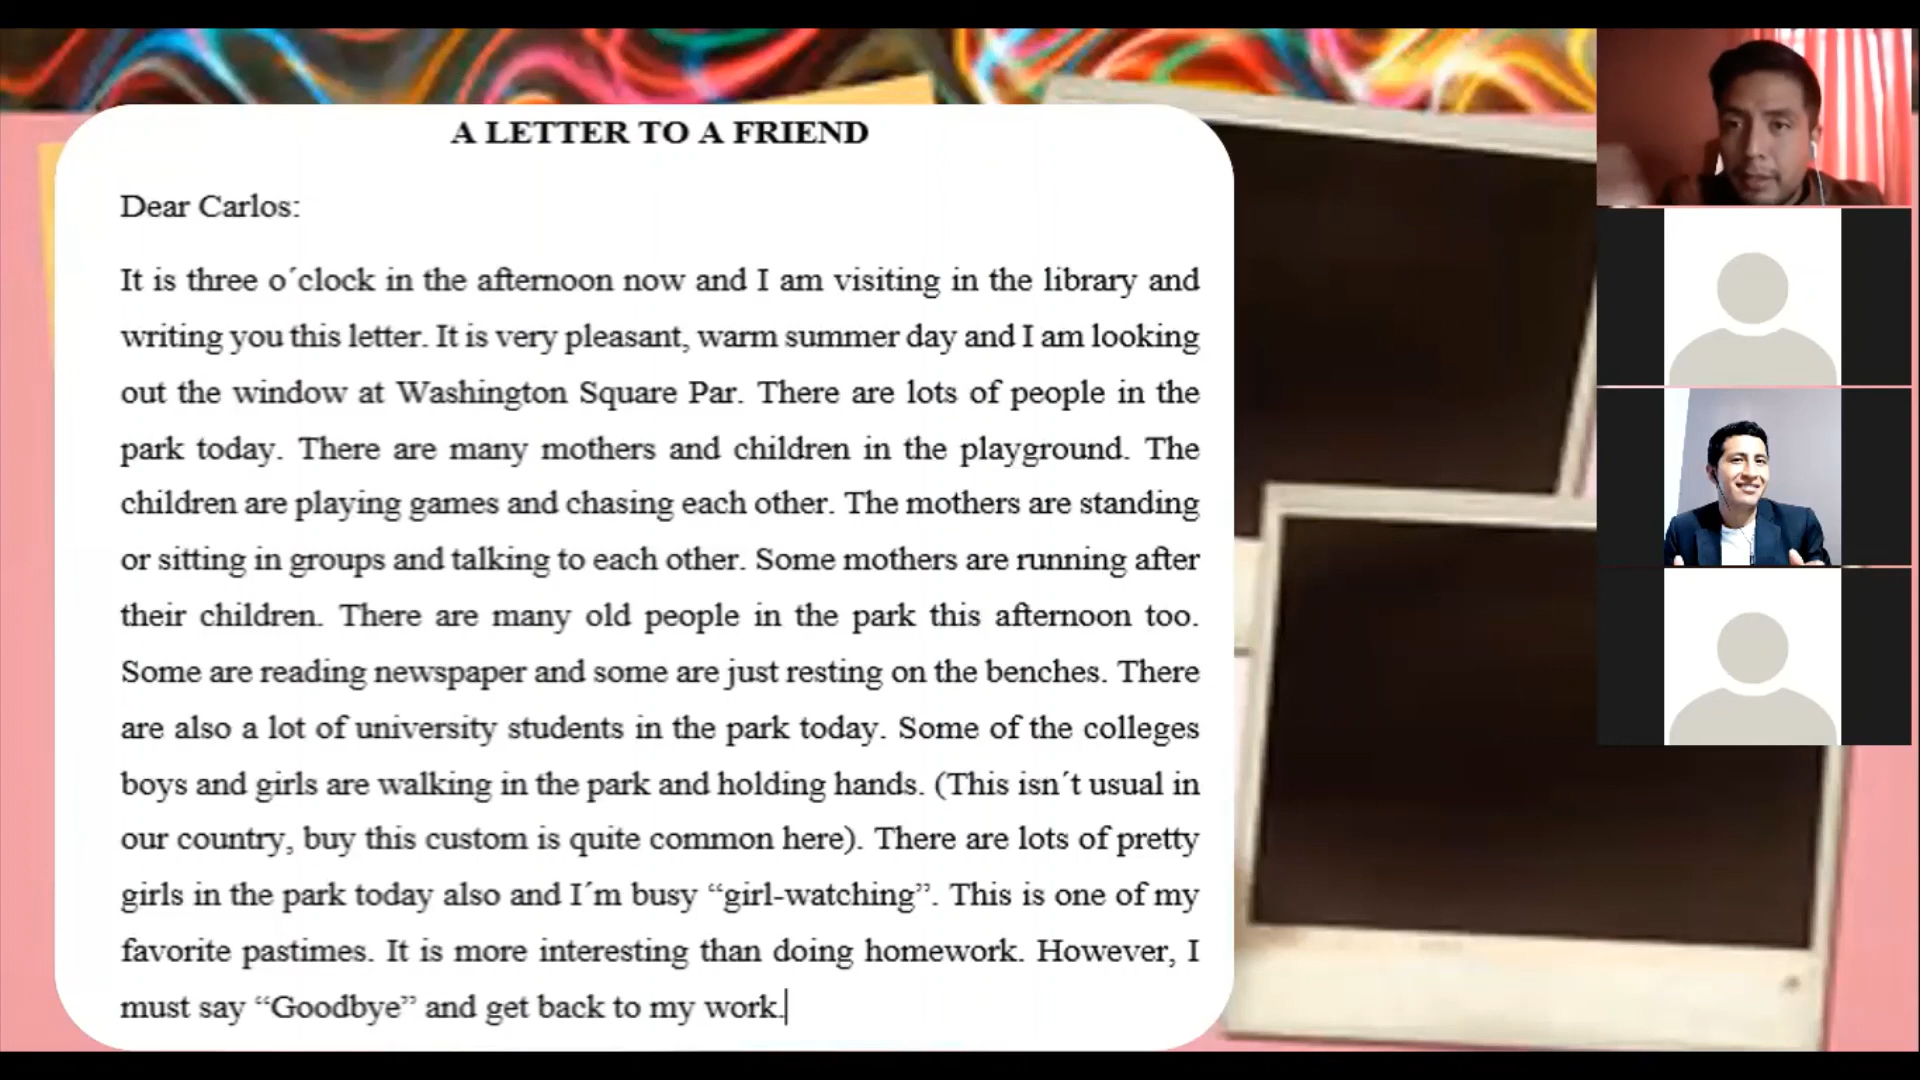 A LETTER TO A FRIEND
Dear Carlos:
It is three o´clock in the afternoon now and I am visiting in the library and
writing you this letter. It is very pleasant, warm summer day and I am looking
out the window at Washington Square Par. There are lots of people in the
park today. There are many mothers and children in the playground. The
children are playing games and chasing each other. The mothers are standing
or sitting in groups and talking to each other. Some mothers are running after
their children. There are many old people in the park this afternoon too.
Some are reading newspaper and some are just resting on the benches. There
are also a lot of university students in the park today. Some of the colleges
boys and girls are walking in the park and holding hands. (This isn´t usual in
our country, buy this custom is quite common here). There are lots of pretty
girls in the park today also and I´m busy “girl-watching”. This is one of my
favorite pastimes. It is more interesting than doing homework. However, I
must say “Goodbye” and get back to my work.